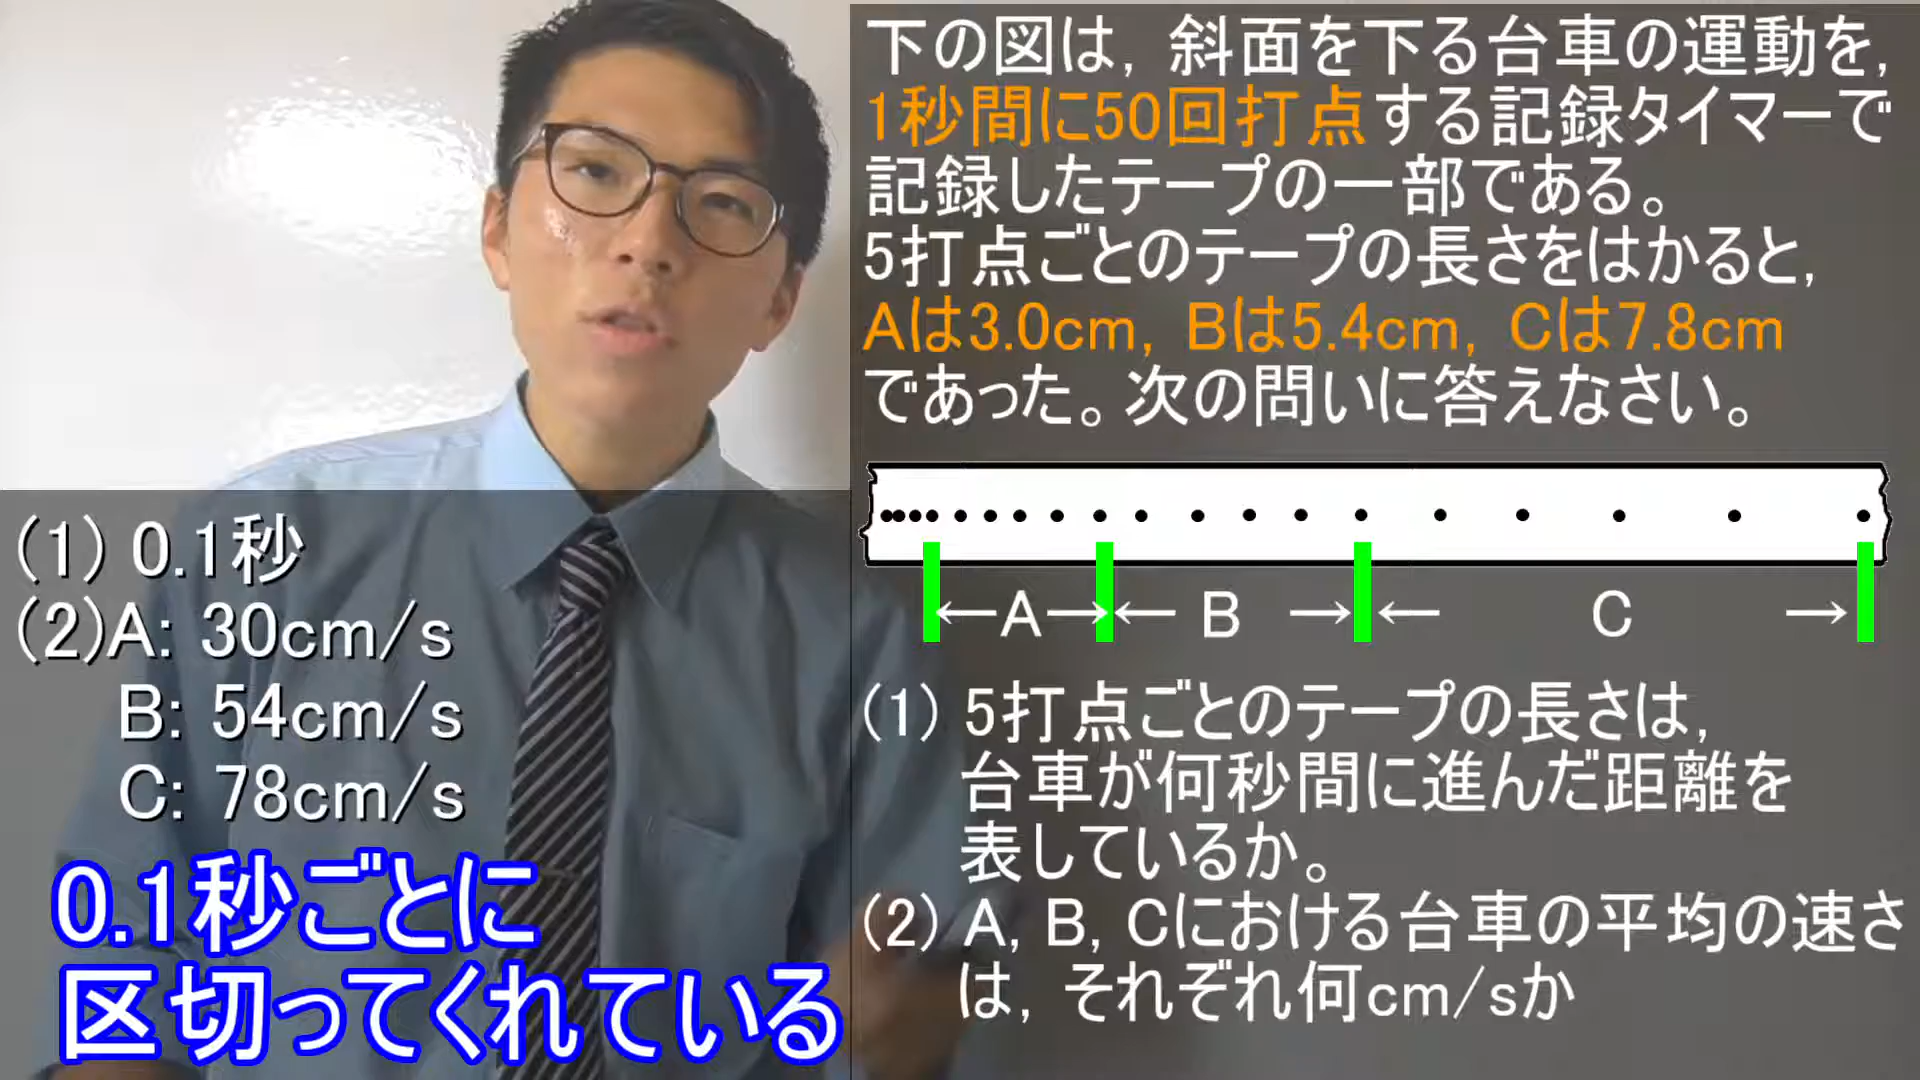 下の図は，斜面を下る台車の運動を，
1秒間に50回打点する記録タイマーで
記録したテープの一部である。
5打点ごとのテープの長さをはかると，
Aは3.0cm，Bは5.4cm，Cは7.8cm
であった。次の問いに答えなさい。
←A→←B→←C→
(1) 5打点ごとのテープの長さは，
台車が何秒間に進んだ距離を
表しているか。
(2) A，B，Cにおける台車の平均の速さ
は，それぞれ何cm/sか
(1) 0.1秒
(2)A: 30cm/s
B: 54cm/s
C: 78cm/s
0.1秒ごとに
区切ってくれている